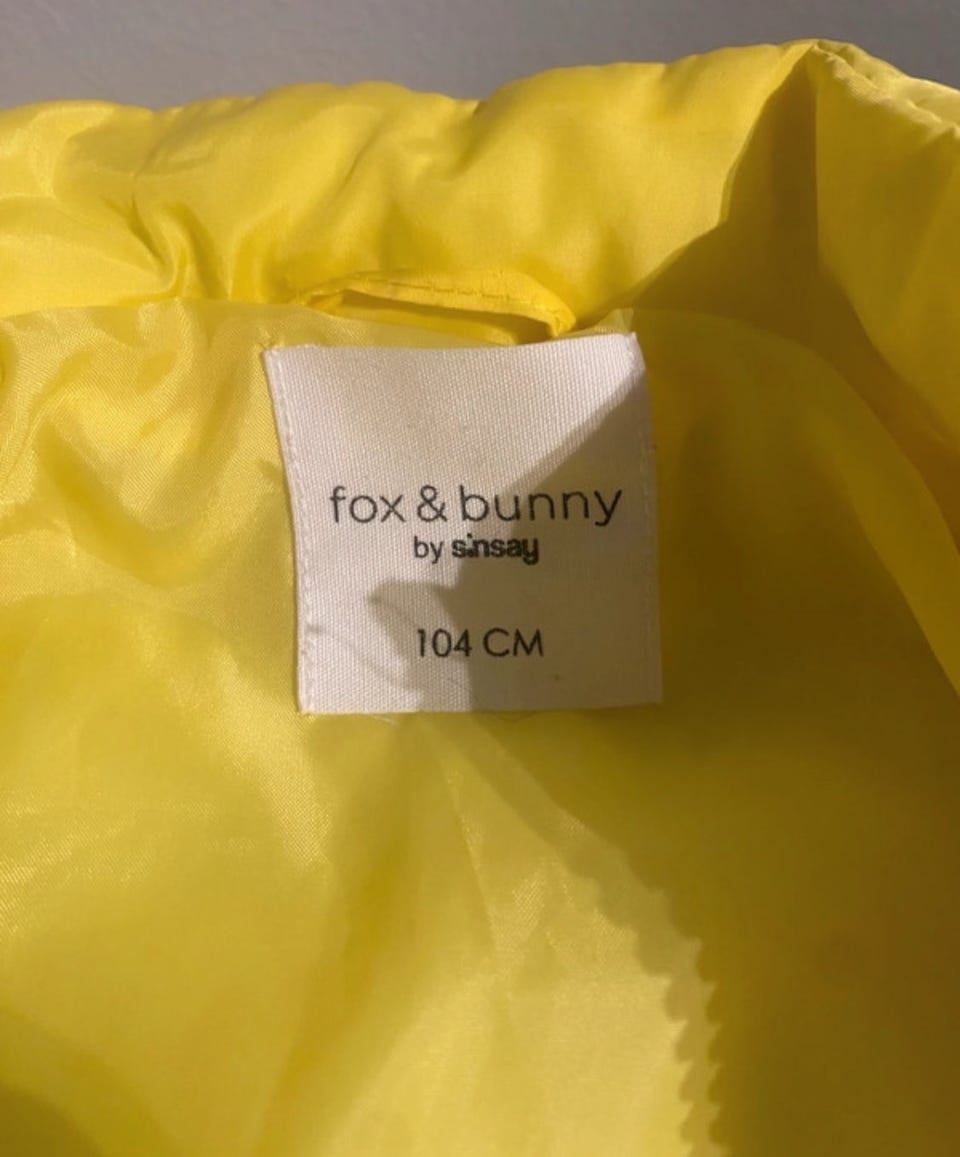 fox & bunny
by sinsay
104 CM